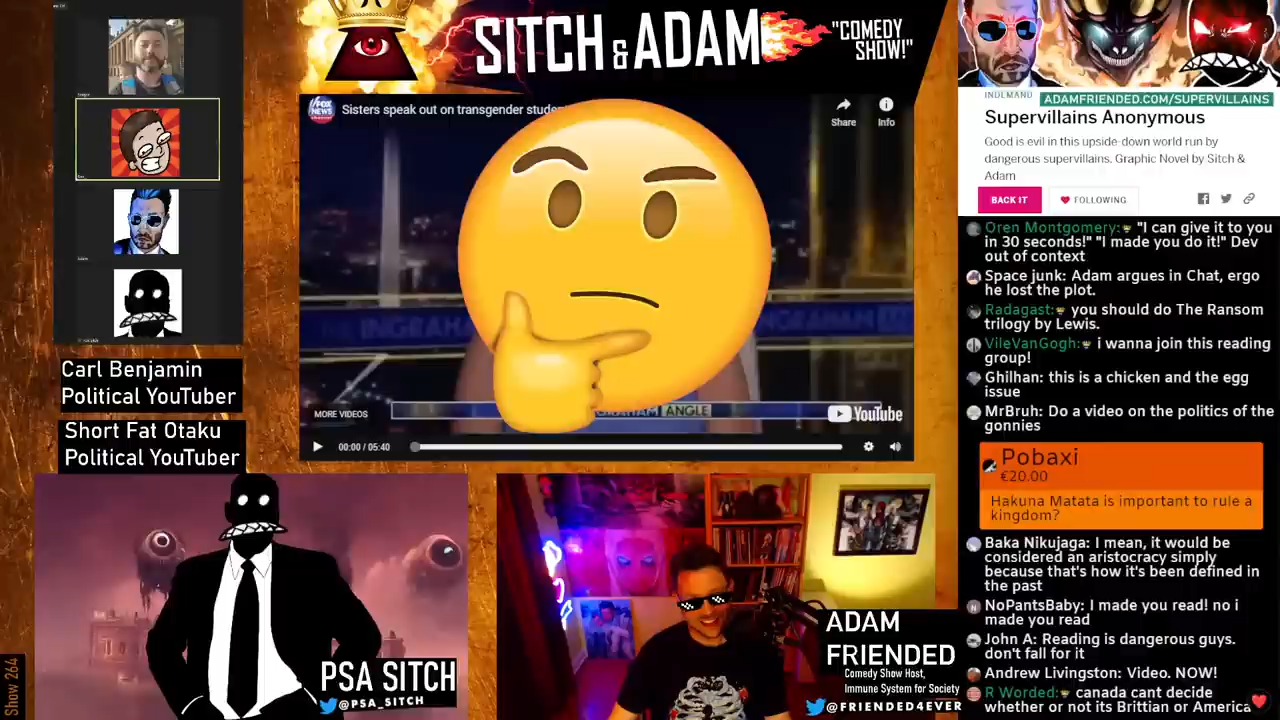 SITCH & ADAM
"COMEDY
SHOW!"
FOX
NEWS
channel
Sisters speak out on transgender studen
Share
Info
INGRAHA
NGRAHAM
MORE VIDEOS
INGRAHAM ANGLE
YouTube
00:00 / 05:40
Carl Benjamin
Political YouTuber
Short Fat Otaku
Political YouTuber
Show 264
PSA SITCH
@PSA_SITCH
ADAM
FRIENDED
Comedy Show Host,
Immune System for Society
@FRIENDED4EVER
INDEMAND
ADAMFRIENDED.COM/SUPERVILLAINS
Supervillains Anonymous
Good is evil in this upside-down world run by
dangerous supervillains. Graphic Novel by Sitch &
Adam
BACK IT
FOLLOWING
Oren Montgomery: "I can give it to you
in 30 seconds!" "I made you do it!" Dev
out of context
Space junk: Adam argues in Chat, ergo
he lost the plot.
Radagast: you should do The Ransom
trilogy by Lewis.
VileVanGogh: i wanna join this reading
group!
Ghilhan: this is a chicken and the egg
issue
MrBruh: Do a video on the politics of the
gonnies
Pobaxi
€20.00
Hakuna Matata is important to rule a
kingdom?
Baka Nikujaga: I mean, it would be
considered an aristocracy simply
because that's how it's been defined in
the past
N
NoPantsBaby: I made you read! no i
made you read
John A: Reading is dangerous guys.
don't fall for it
Andrew Livingston: Video. NOW!
R Worded: canada cant decide
whether or not its Brittian or America